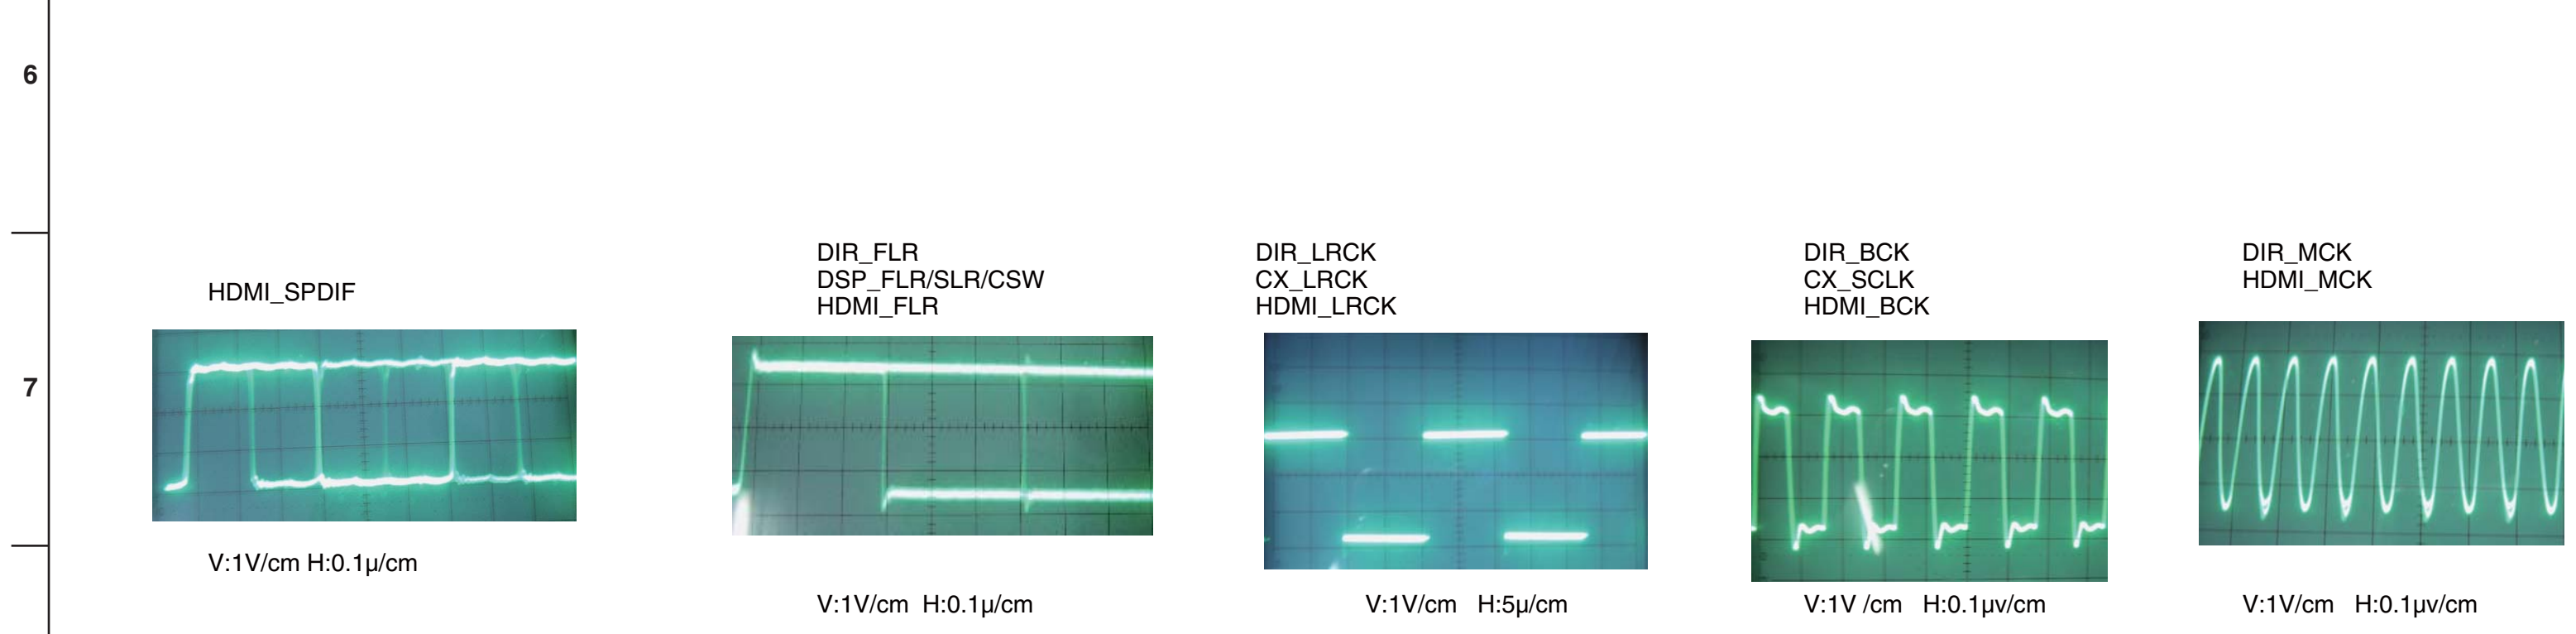 6
7
HDMI_SPDIF
V:1V/cm H:0.1µ/cm
DIR_FLR
DSP_FLR/SLR/CSW
HDMI_FLR
V:1V/cm H:0.1µ/cm
DIR_LRCK
CX_LRCK
HDMI_LRCK
V:1V/cm H:5µ/cm
DIR_BCK
CX_SCLK
HDMI_BCK
V:1V /cm H:0.1µv/cm
DIR_MCK
HDMI_MCK
V:1V/cm H:0.1µv/cm